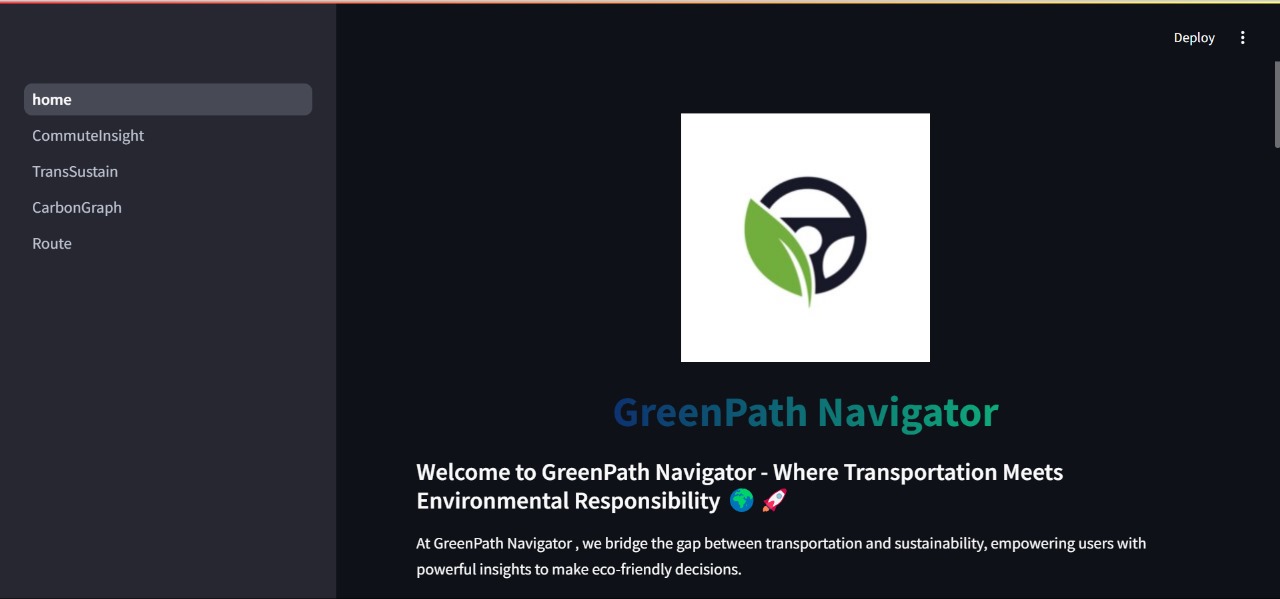 Deploy
home
CommuteInsight
TransSustain
CarbonGraph
Route
GreenPath Navigator
Welcome to GreenPath Navigator - Where Transportation Meets
Environmental Responsibility 🌍 🚀
At GreenPath Navigator , we bridge the gap between transportation and sustainability, empowering users with
powerful insights to make eco-friendly decisions.